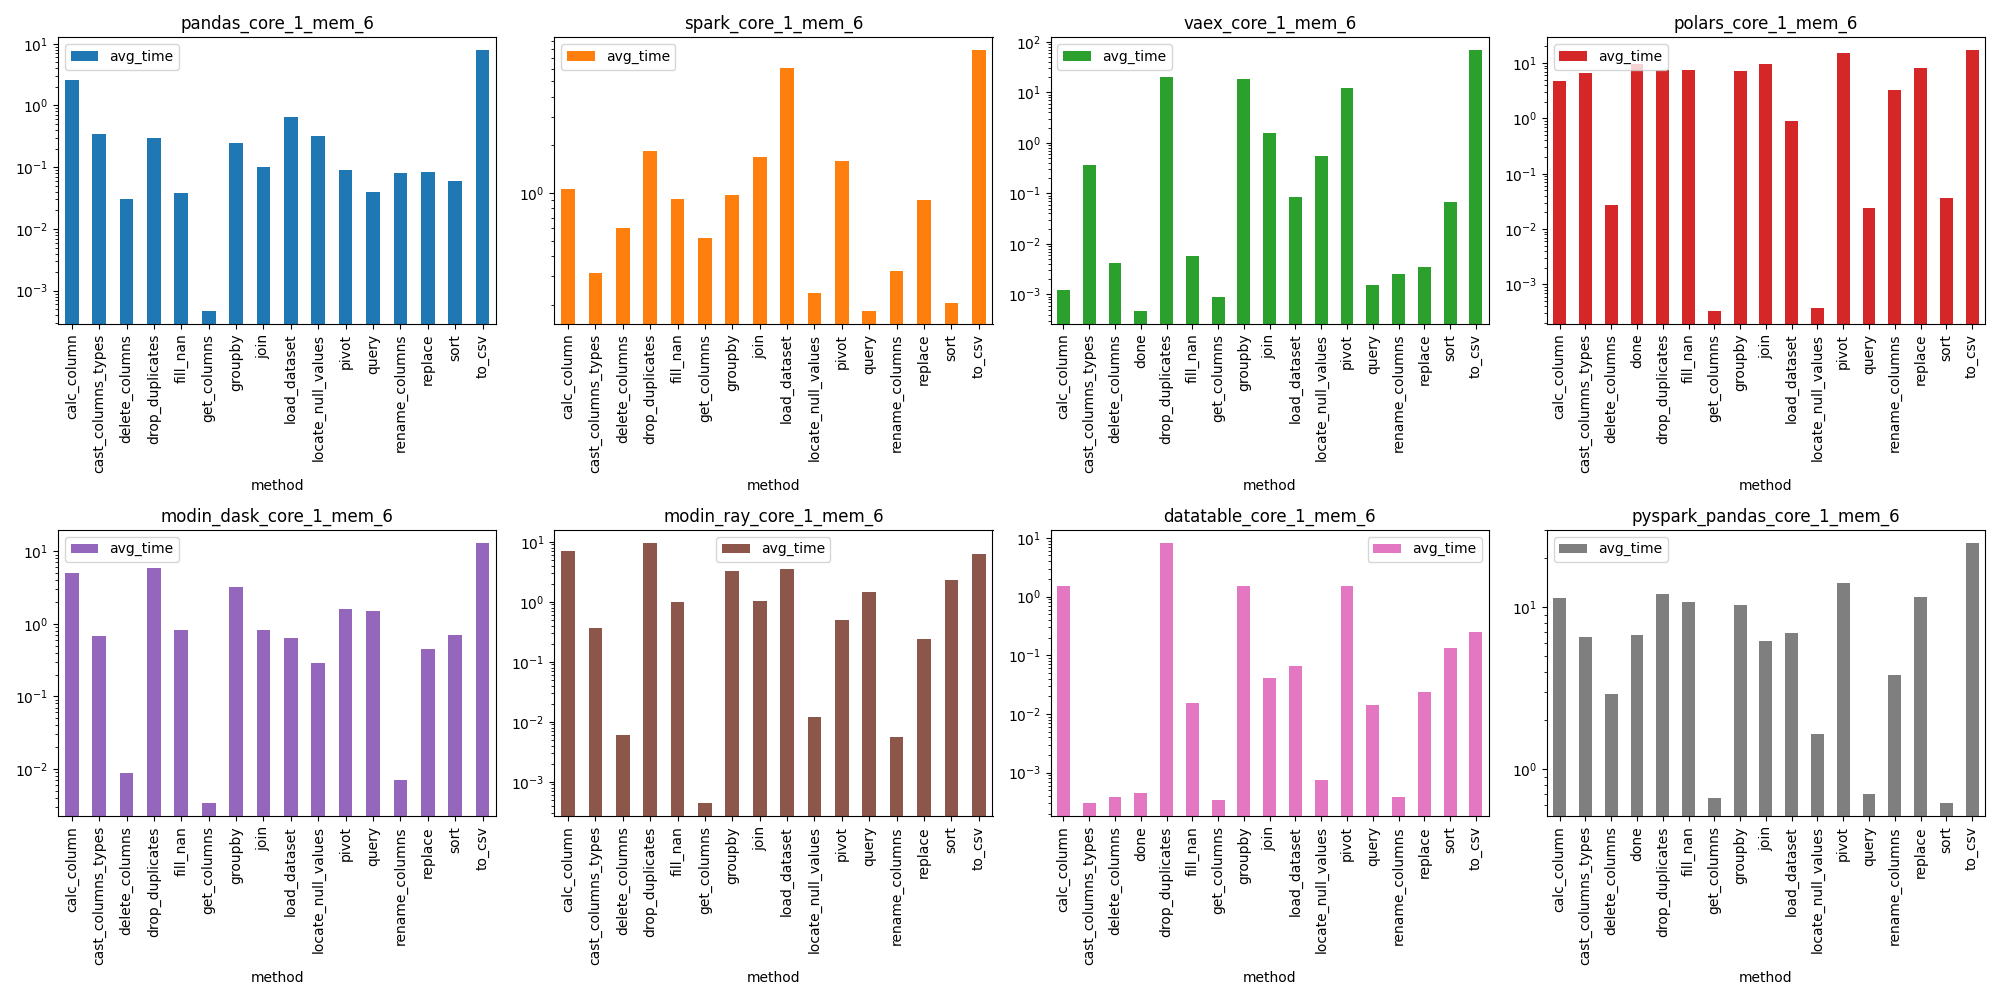 pandas_core_1_mem_6
avg_time
10^1
10^0
10^-1
10^-2
10^-3
calc_column
cast_columns_types
delete_columns
drop_duplicates
fill_nan
get_columns
groupby
join
load_dataset
locate_null_values
pivot
query
rename_columns
replace
sort
to_csv
method
spark_core_1_mem_6
avg_time
10^0
calc_column
cast_columns_types
delete_columns
drop_duplicates
fill_nan
get_columns
groupby
join
load_dataset
locate_null_values
pivot
query
rename_columns
replace
sort
to_csv
method
vaex_core_1_mem_6
avg_time
10^2
10^1
10^0
10^-1
10^-2
10^-3
calc_column
cast_columns_types
delete_columns
done
drop_duplicates
fill_nan
get_columns
groupby
join
load_dataset
locate_null_values
pivot
query
rename_columns
replace
sort
to_csv
method
polars_core_1_mem_6
avg_time
10^1
10^0
10^-1
10^-2
10^-3
calc_column
cast_columns_types
delete_columns
done
drop_duplicates
fill_nan
get_columns
groupby
join
load_dataset
locate_null_values
pivot
query
rename_columns
replace
sort
to_csv
method
modin_dask_core_1_mem_6
avg_time
10^1
10^0
10^-1
10^-2
calc_column
cast_columns_types
delete_columns
drop_duplicates
fill_nan
get_columns
groupby
join
load_dataset
locate_null_values
pivot
query
rename_columns
replace
sort
to_csv
method
modin_ray_core_1_mem_6
avg_time
10^1
10^0
10^-1
10^-2
10^-3
calc_column
cast_columns_types
delete_columns
drop_duplicates
fill_nan
get_columns
groupby
join
load_dataset
locate_null_values
pivot
query
rename_columns
replace
sort
to_csv
method
datatable_core_1_mem_6
avg_time
10^1
10^0
10^-1
10^-2
10^-3
calc_column
cast_columns_types
delete_columns
done
drop_duplicates
fill_nan
get_columns
groupby
join
load_dataset
locate_null_values
pivot
query
rename_columns
replace
sort
to_csv
method
pyspark_pandas_core_1_mem_6
avg_time
10^1
10^0
calc_column
cast_columns_types
delete_columns
done
drop_duplicates
fill_nan
get_columns
groupby
join
load_dataset
locate_null_values
pivot
query
rename_columns
replace
sort
to_csv
method